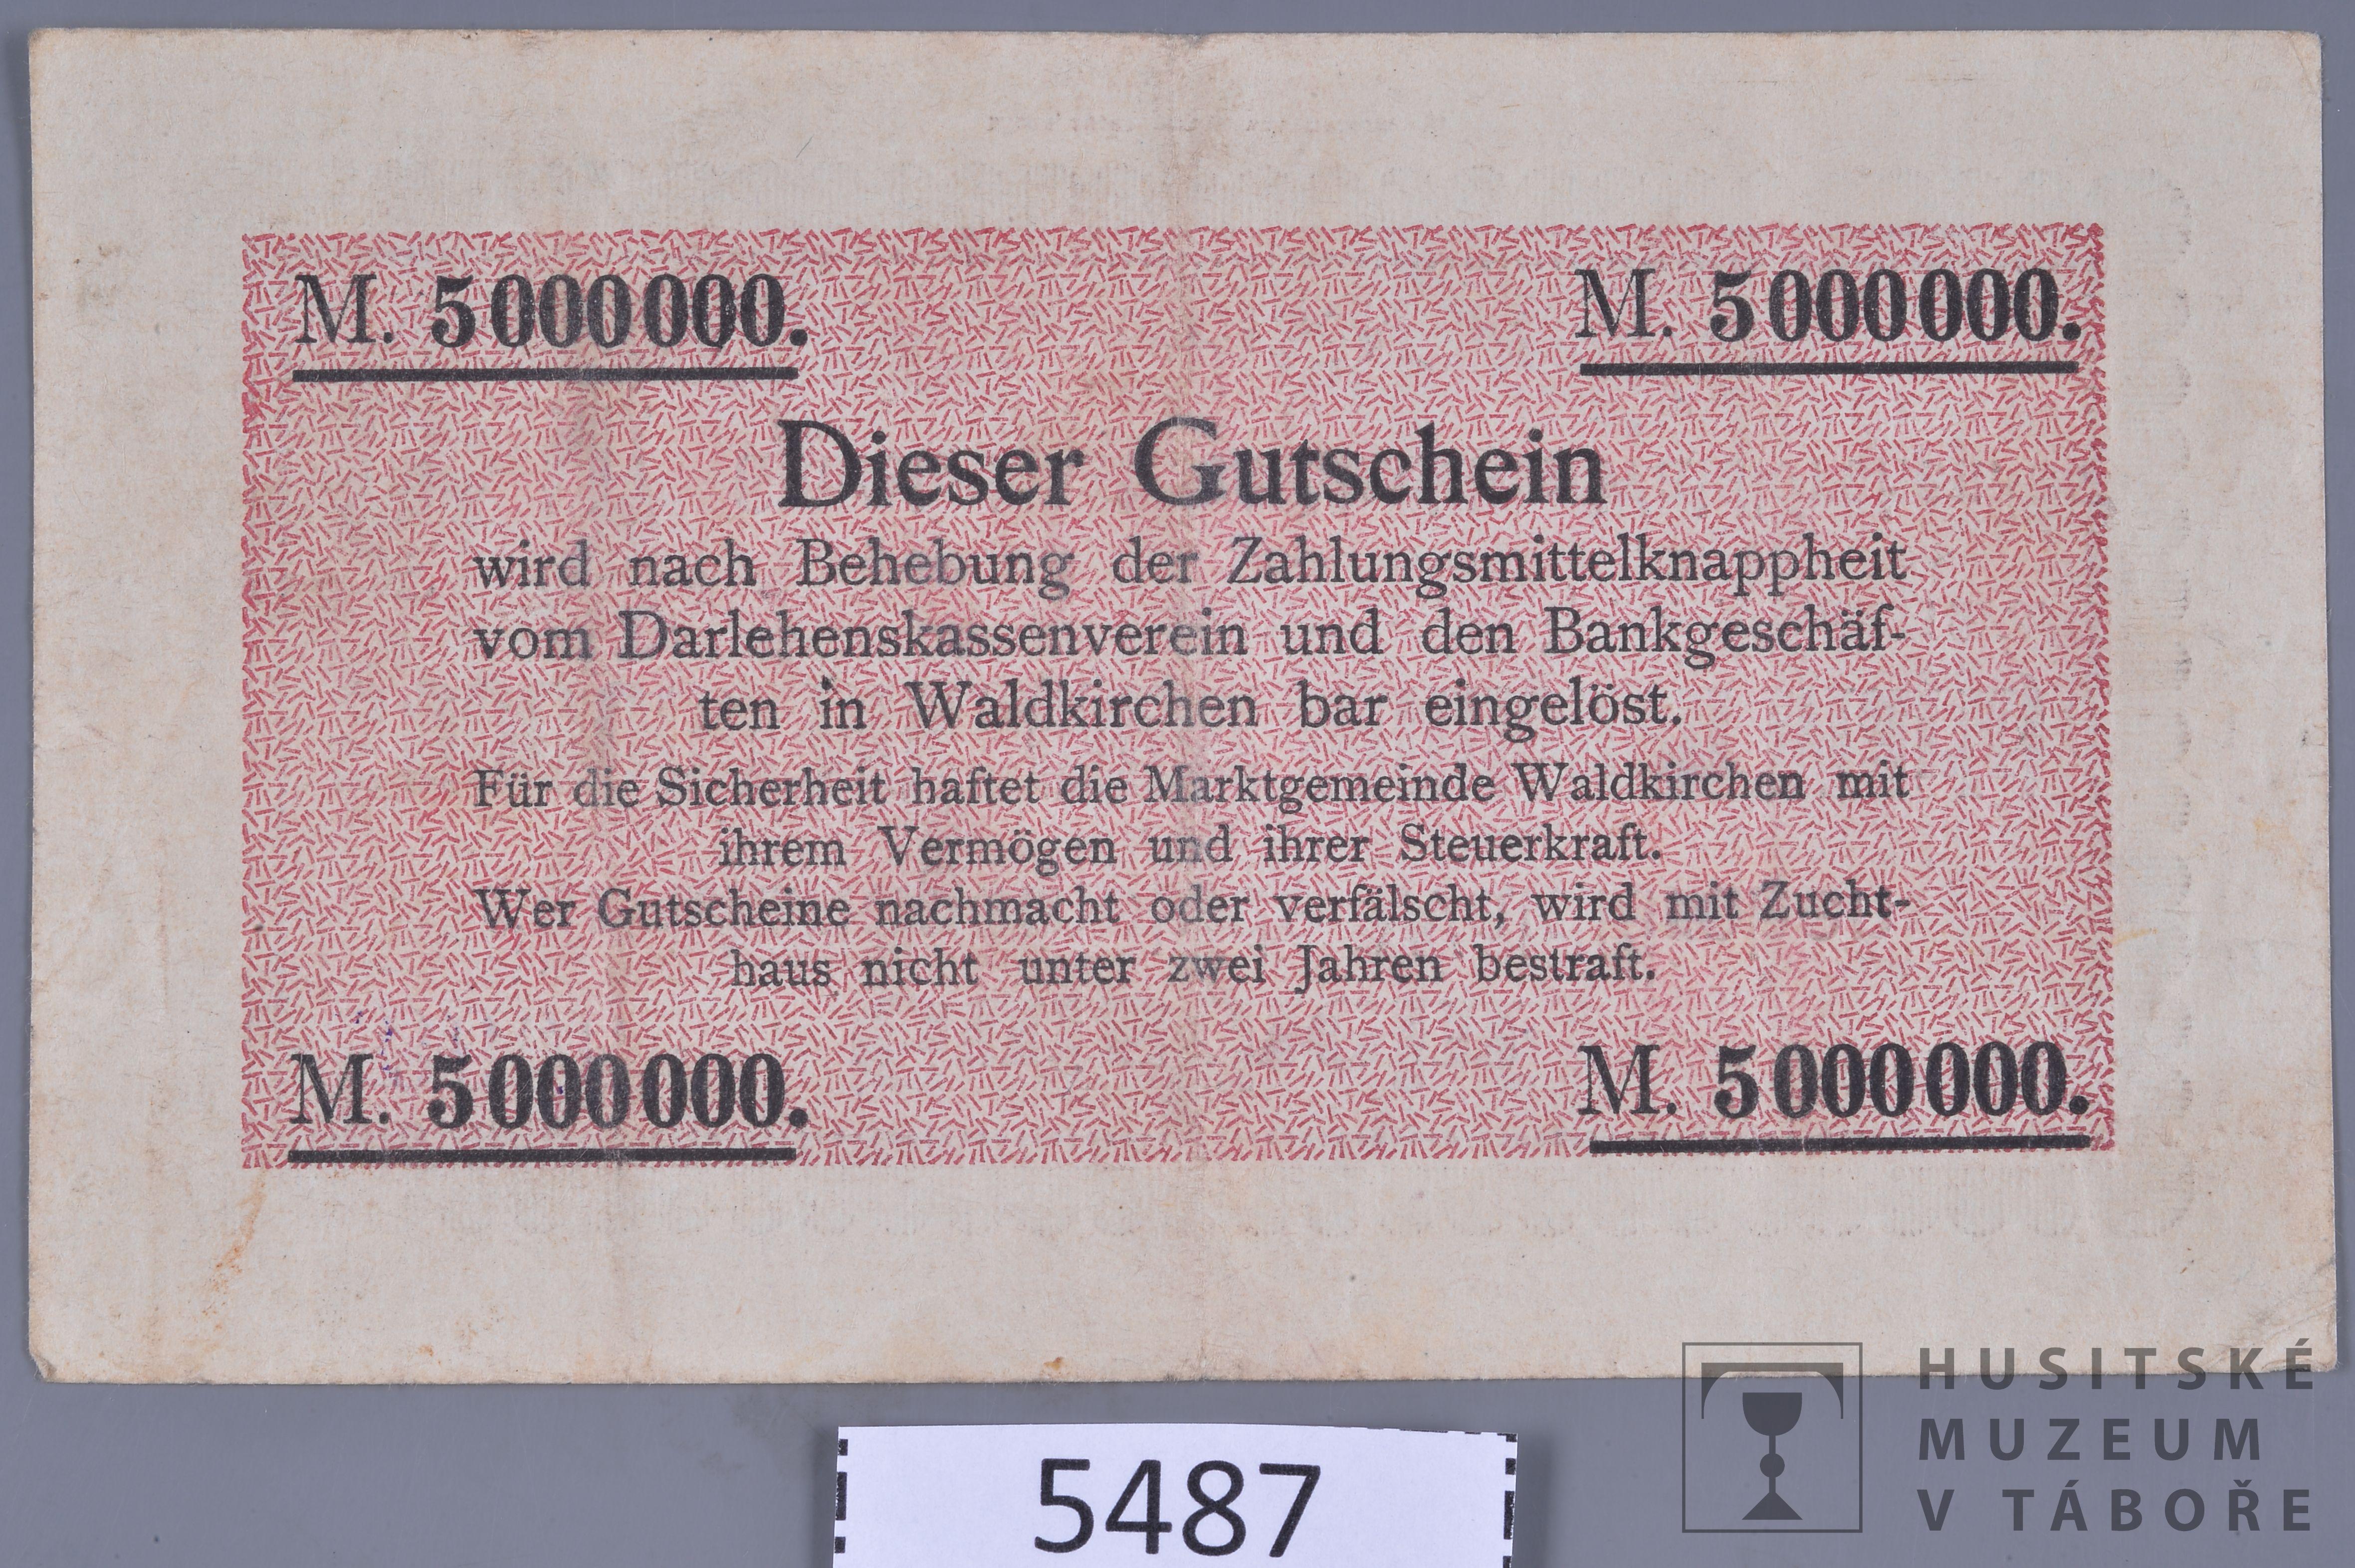 M. 5000000.
M. 5000000.
Dieser Gutschein
wird nach Behebung der Zahlungsmittelknappheit
vom Darlehenskassenverein und den Bankgeschäf-
ten in Waldkirchen bar eingelöst.
Für die Sicherheit haftet die Marktgemeinde Waldkirchen mit
ihrem Vermögen und ihrer Steuerkraft.
Wer Gutscheine nachmacht oder verfälscht, wird mit Zucht-
haus nicht unter zwei Jahren bestraft.
M. 5000000.
M. 5000000.
5487
HUSITSKÉ
MUZEUM
V TÁBOŘE